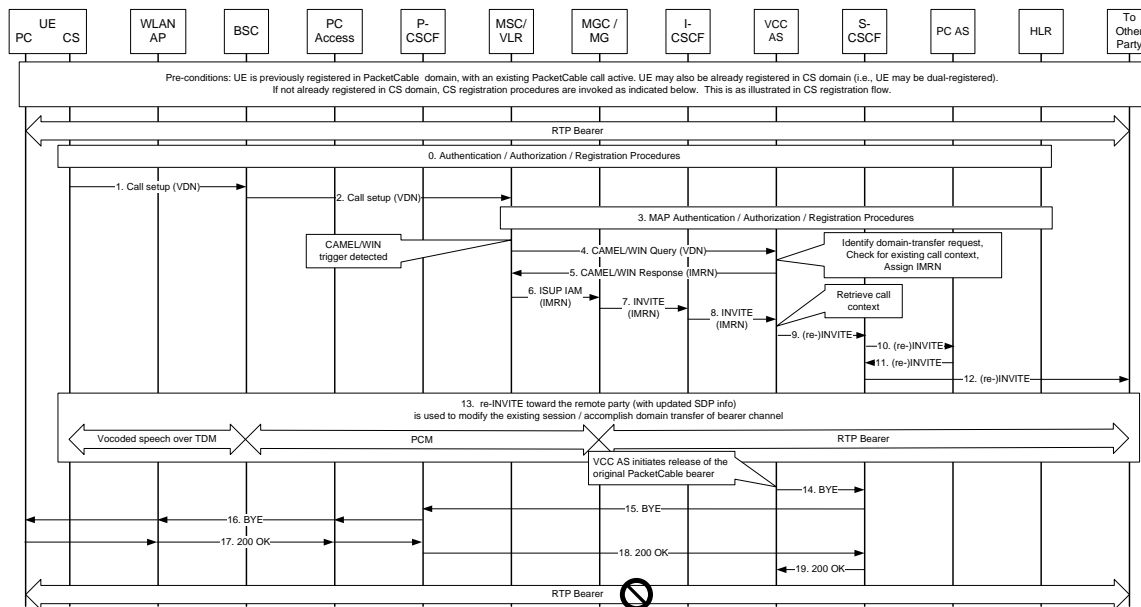 UE
PC CS
WLAN
AP
BSC
PC
Access
P-
CSCF
MSC/
VLR
MGC /
MG
I-
CSCF
VCC
AS
S-
CSCF
PC AS
HLR
To
Other
Party
Pre-conditions: UE is previously registered in PacketCable domain, with an existing PacketCable call active. UE may also be already registered in CS domain (i.e., UE may be dual-registered).
If not already registered in CS domain, CS registration procedures are invoked as indicated below. This is as illustrated in CS registration flow.
RTP Bearer
0. Authentication / Authorization / Registration Procedures
1. Call setup (VDN)
2. Call setup (VDN)
3. MAP Authentication / Authorization / Registration Procedures
CAMEL/WIN
trigger detected
4. CAMEL/WIN Query (VDN)
Identify domain-transfer request,
Check for existing call context,
Assign IMRN
5. CAMEL/WIN Response (IMRN)
6. ISUP IAM
(IMRN)
7. INVITE
(IMRN)
8. INVITE
(IMRN)
Retrieve call
context
9. (re-)INVITE
10. (re-)INVITE
11. (re-)INVITE
12. (re-)INVITE
13. re-INVITE toward the remote party (with updated SDP info)
is used to modify the existing session / accomplish domain transfer of bearer channel
Vocoded speech over TDM
PCM
RTP Bearer
VCC AS initiates release of the
original PacketCable bearer
14. BYE
15. BYE
16. BYE
17. 200 OK
18. 200 OK
19. 200 OK
RTP Bearer